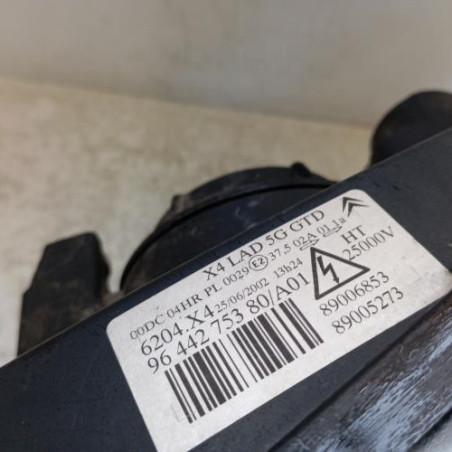 X4 LAD 5G GTD
00DC 04HR PL 0029 E2 37.5 02A 01 1a
6204.X4 25/06/2002 13h24
96 442 753 80/A01
HT
25000V
89006853
89005273